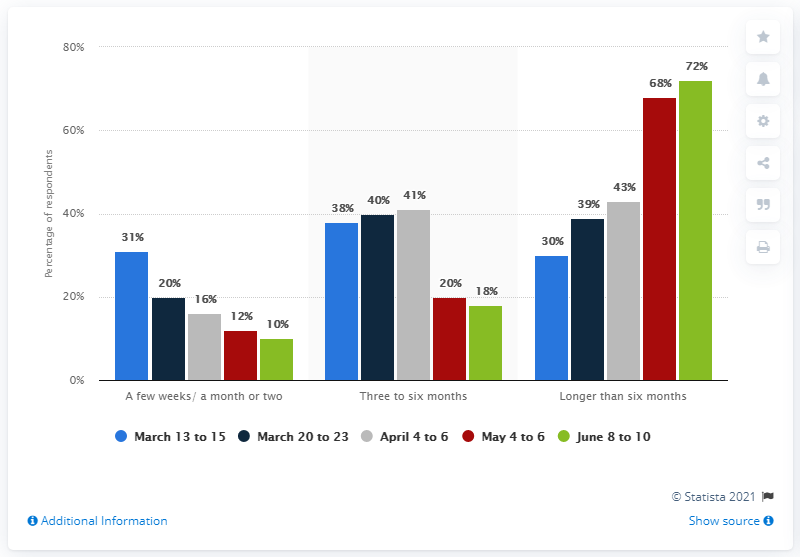 80%
60%
40%
20%
0%
Percentage of respondents
31%
20%
16%
12%
10%
38%
40%
41%
20%
18%
30%
39%
43%
68%
72%
A few weeks/ a month or two
Three to six months
Longer than six months
March 13 to 15
March 20 to 23
April 4 to 6
May 4 to 6
June 8 to 10
© Statista 2021
Additional Information
Show source